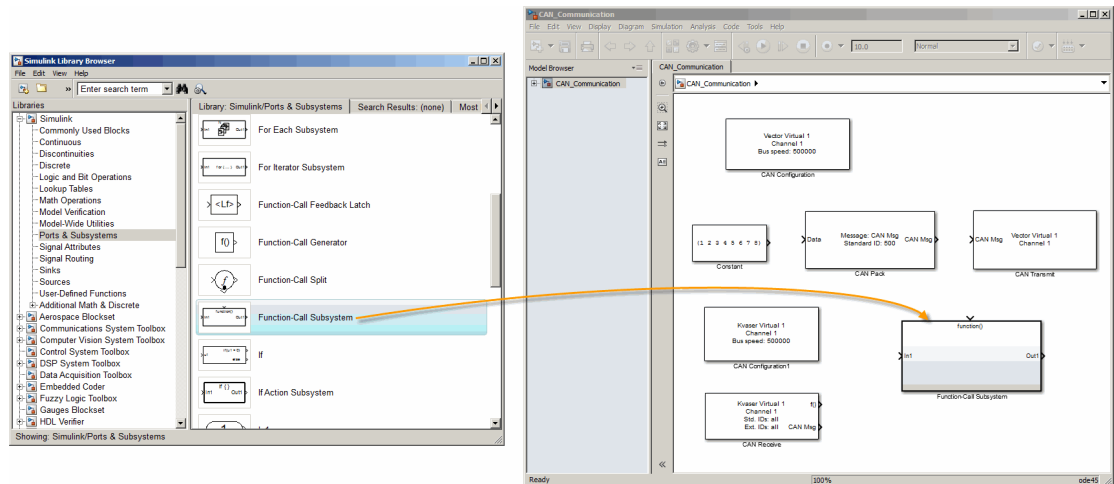 Simulink Library Browser
File Edit View Help
» Enter search term
Libraries
Library: Simulink/Ports & Subsystems
Search Results: (none)
Most
Simulink
Commonly Used Blocks
Continuous
Discontinuities
Discrete
Logic and Bit Operations
Lookup Tables
Math Operations
Model Verification
Model-Wide Utilities
Ports & Subsystems
Signal Attributes
Signal Routing
Sinks
Sources
User-Defined Functions
Additional Math & Discrete
Aerospace Blockset
Communications System Toolbox
Computer Vision System Toolbox
Control System Toolbox
DSP System Toolbox
Data Acquisition Toolbox
Embedded Coder
Fuzzy Logic Toolbox
Gauges Blockset
HDL Verifier
For Each Subsystem
For Iterator Subsystem
<Lf>
Function-Call Feedback Latch
f()
Function-Call Generator
f
Function-Call Split
function()
Function-Call Subsystem
If
If Action Subsystem
Showing: Simulink/Ports & Subsystems
CAN_Communication
File Edit View Display Diagram Simulation Analysis Code Tools Help
10.0
Normal
Model Browser
CAN_Communication
CAN_Communication
CAN_Communication
Vector Virtual 1
Channel 1
Bus speed: 500000
CAN Configuration
[1 2 3 4 5 6 7 8]
Constant
Data
Message: CAN Msg
Standard ID: 500
CAN Msg
CAN Pack
CAN Msg
Vector Virtual 1
Channel 1
CAN Transmit
Kvaser Virtual 1
Channel 1
Bus speed: 500000
CAN Configuration1
function()
In1
Out1
Function-Call Subsystem
Kvaser Virtual 1
Channel 1
Std. IDs: all
Ext. IDs: all
f()
CAN Msg
CAN Receive
Ready
100%
ode45